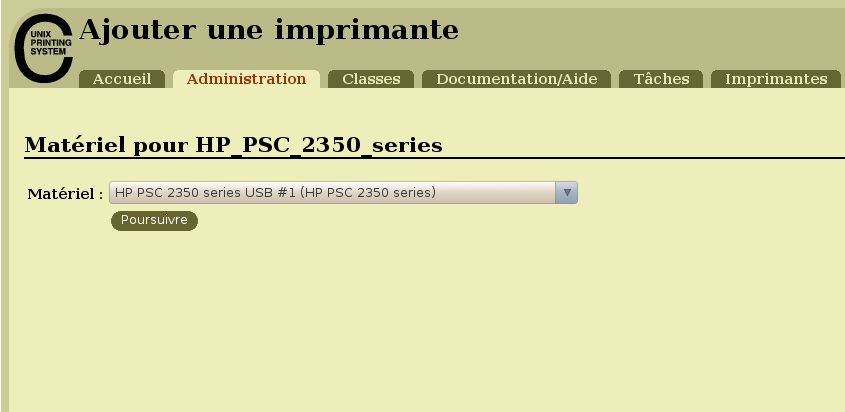 UNIX
PRINTING
SYSTEM
Ajouter une imprimante
Accueil Administration Classes Documentation/Aide Tâches Imprimantes
Matériel pour HP_PSC_2350_series
Matériel : HP PSC 2350 series USB #1 (HP PSC 2350 series)
Poursuivre